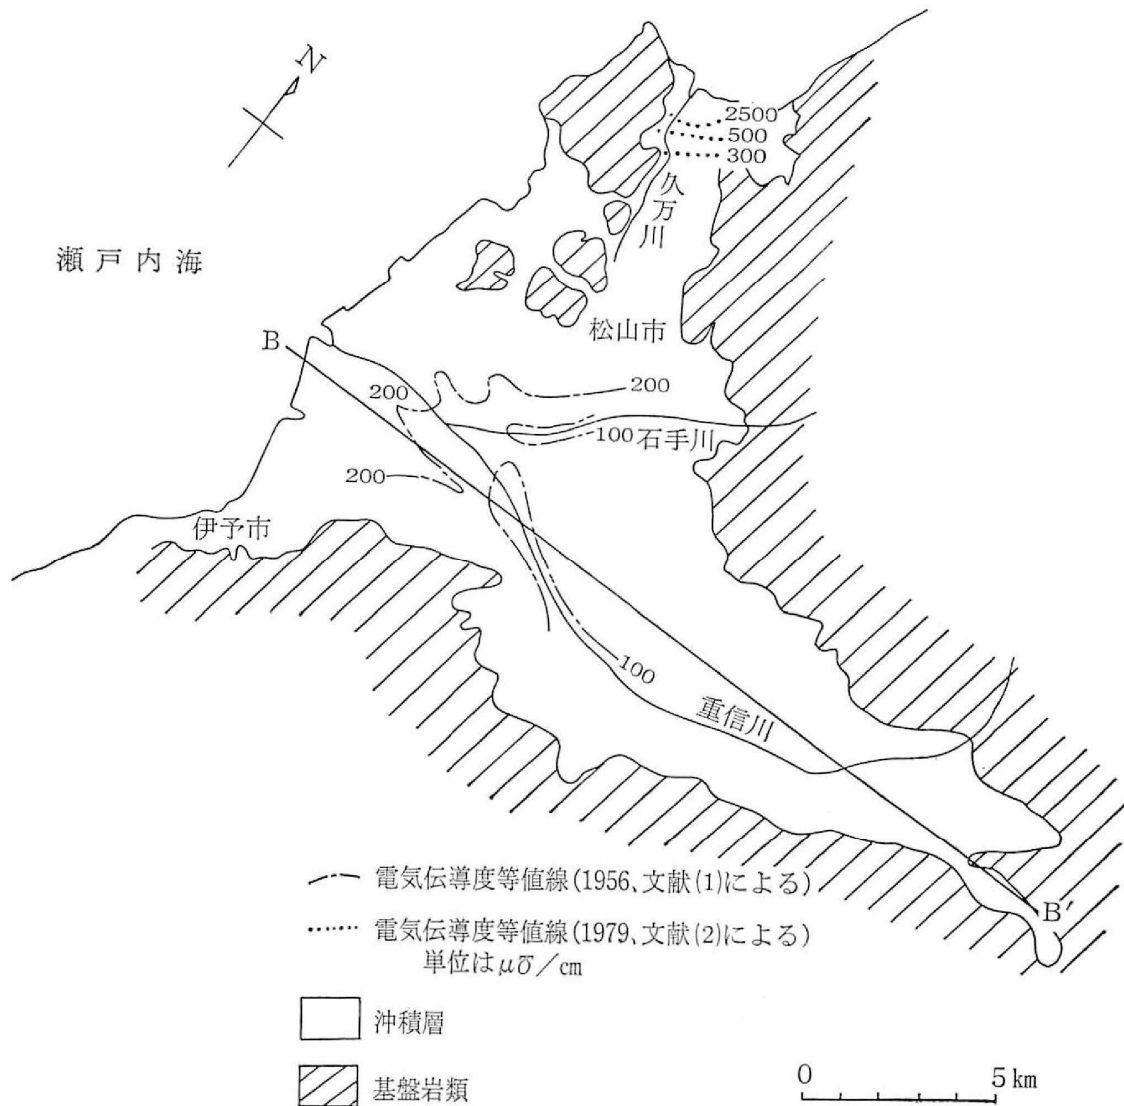 N
2500
500
300
久万川
瀬戸内海
松山市
B
200
200
100
石手川
200
伊予市
100
重信川
B′
電気伝導度等値線(1956、文献(1)による)
電気伝導度等値線(1979、文献(2)による)
単位はμ℧/cm
沖積層
基盤岩類
0 5km